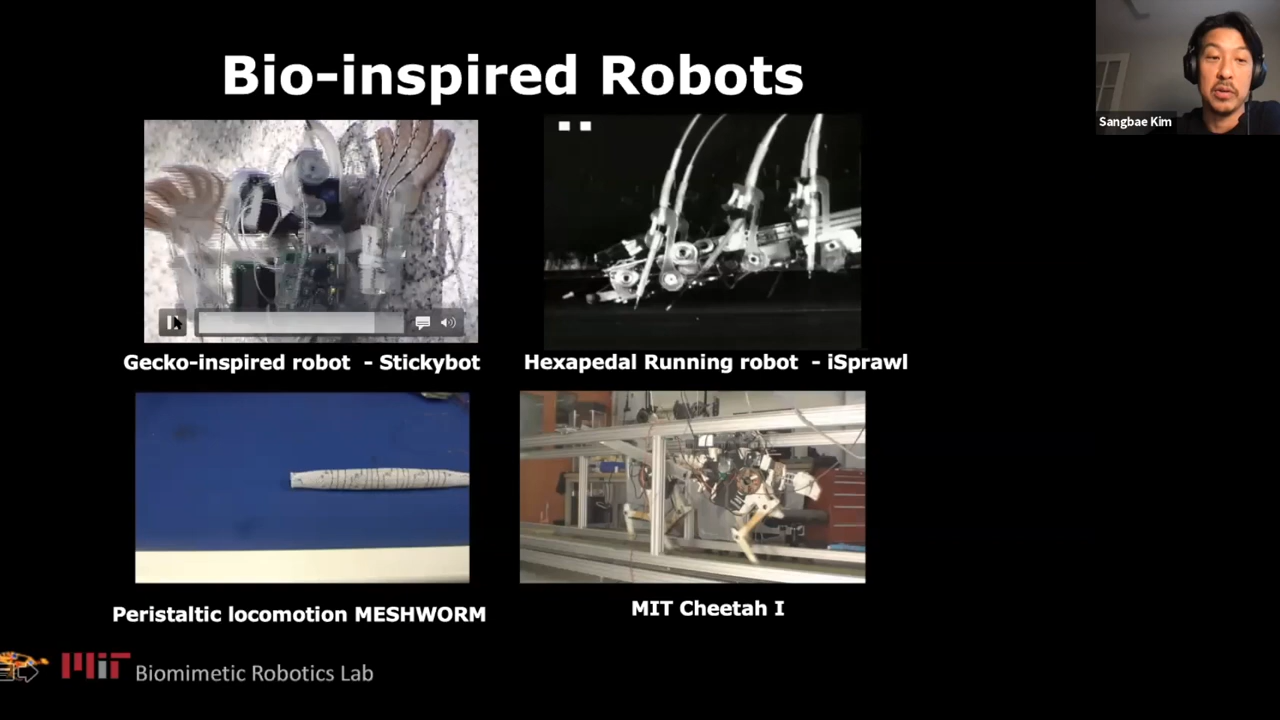 Bio-inspired Robots
Sangbae Kim
Gecko-inspired robot - Stickybot
Hexapedal Running robot - iSprawl
Peristaltic locomotion MESHWORM
MIT Cheetah I
MIT Biomimetic Robotics Lab